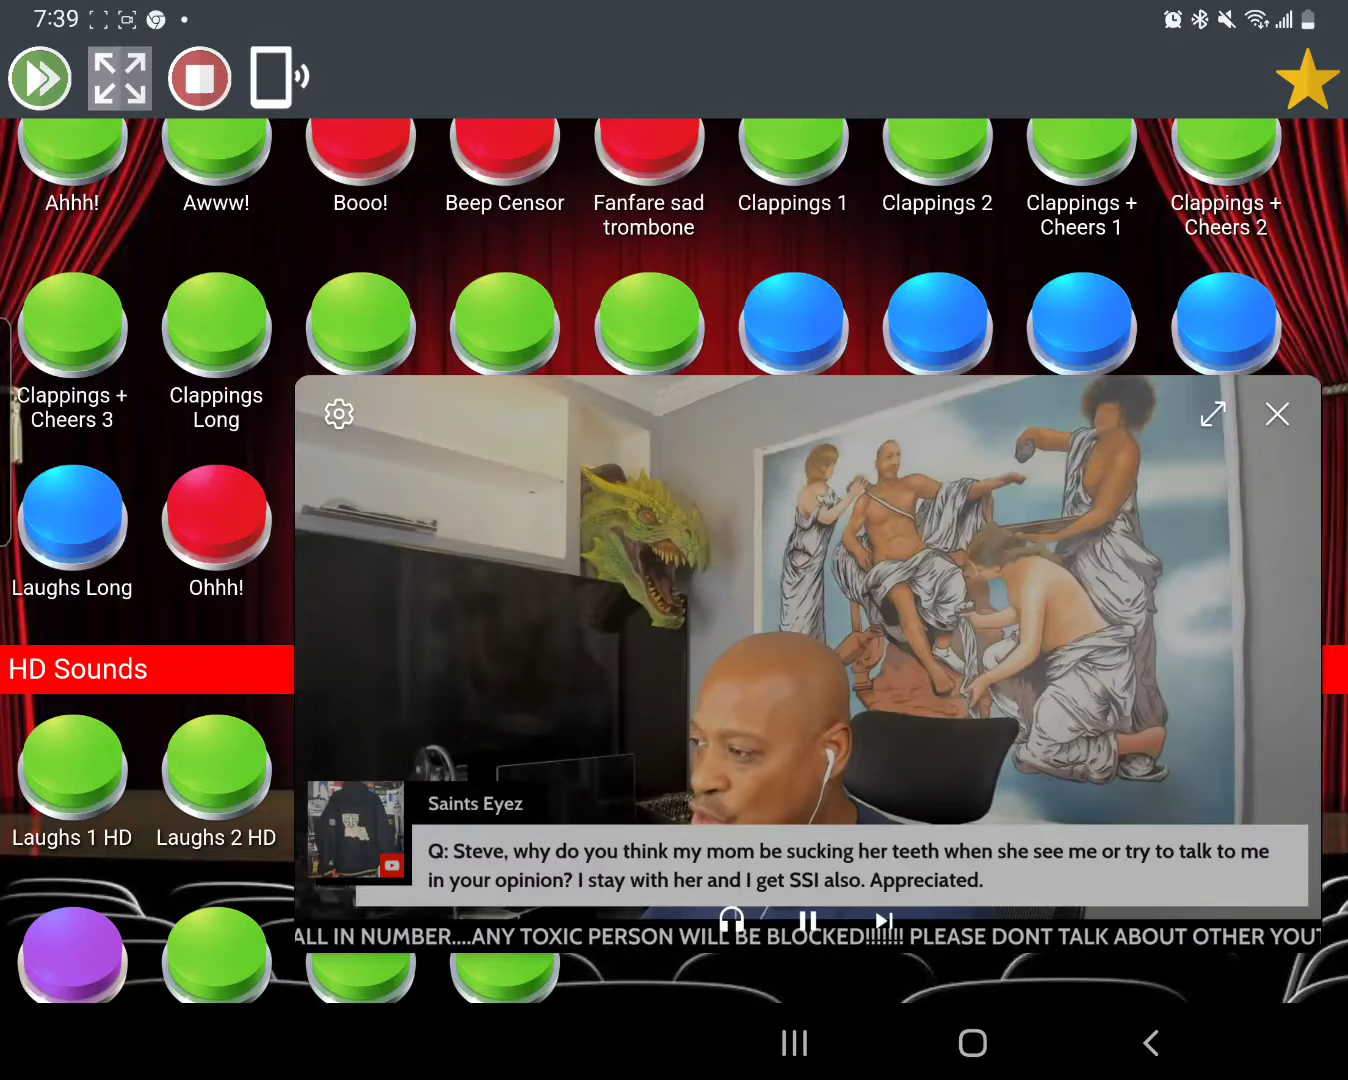 7:39
Ahhh!
Awww!
Booo!
Beep Censor
Fanfare sad
trombone
Clappings 1
Clappings 2
Clappings +
Cheers 1
Clappings +
Cheers 2
Clappings +
Cheers 3
Clappings
Long
Laughs Long
Ohhh!
HD Sounds
Laughs 1 HD
Laughs 2 HD
Saints Eyez
Q: Steve, why do you think my mom be sucking her teeth when she see me or try to talk to me
in your opinion? I stay with her and I get SSI also. Appreciated.
ALL IN NUMBER....ANY TOXIC PERSON WILL BE BLOCKED!!!!!!! PLEASE DONT TALK ABOUT OTHER YOUT